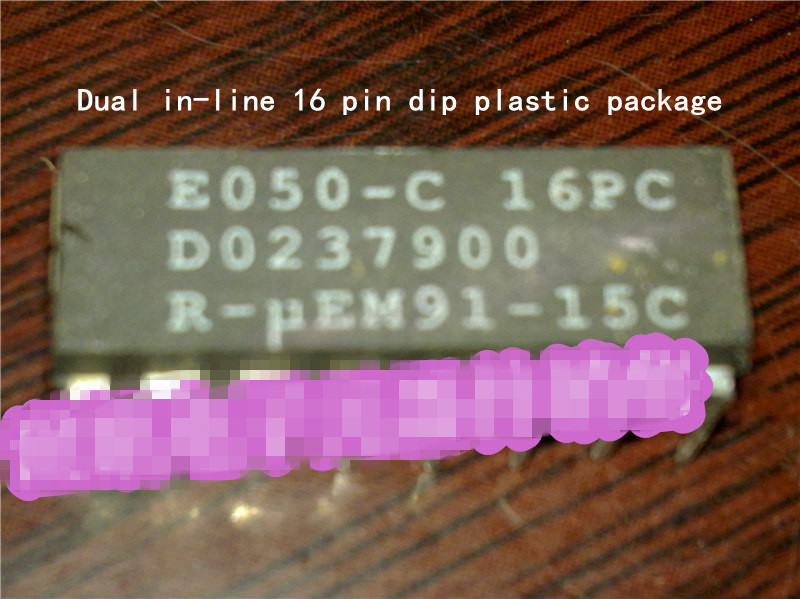 Dual in-line 16 pin dip plastic package
E050-C 16PC
D0237900
R-µEM91-15C